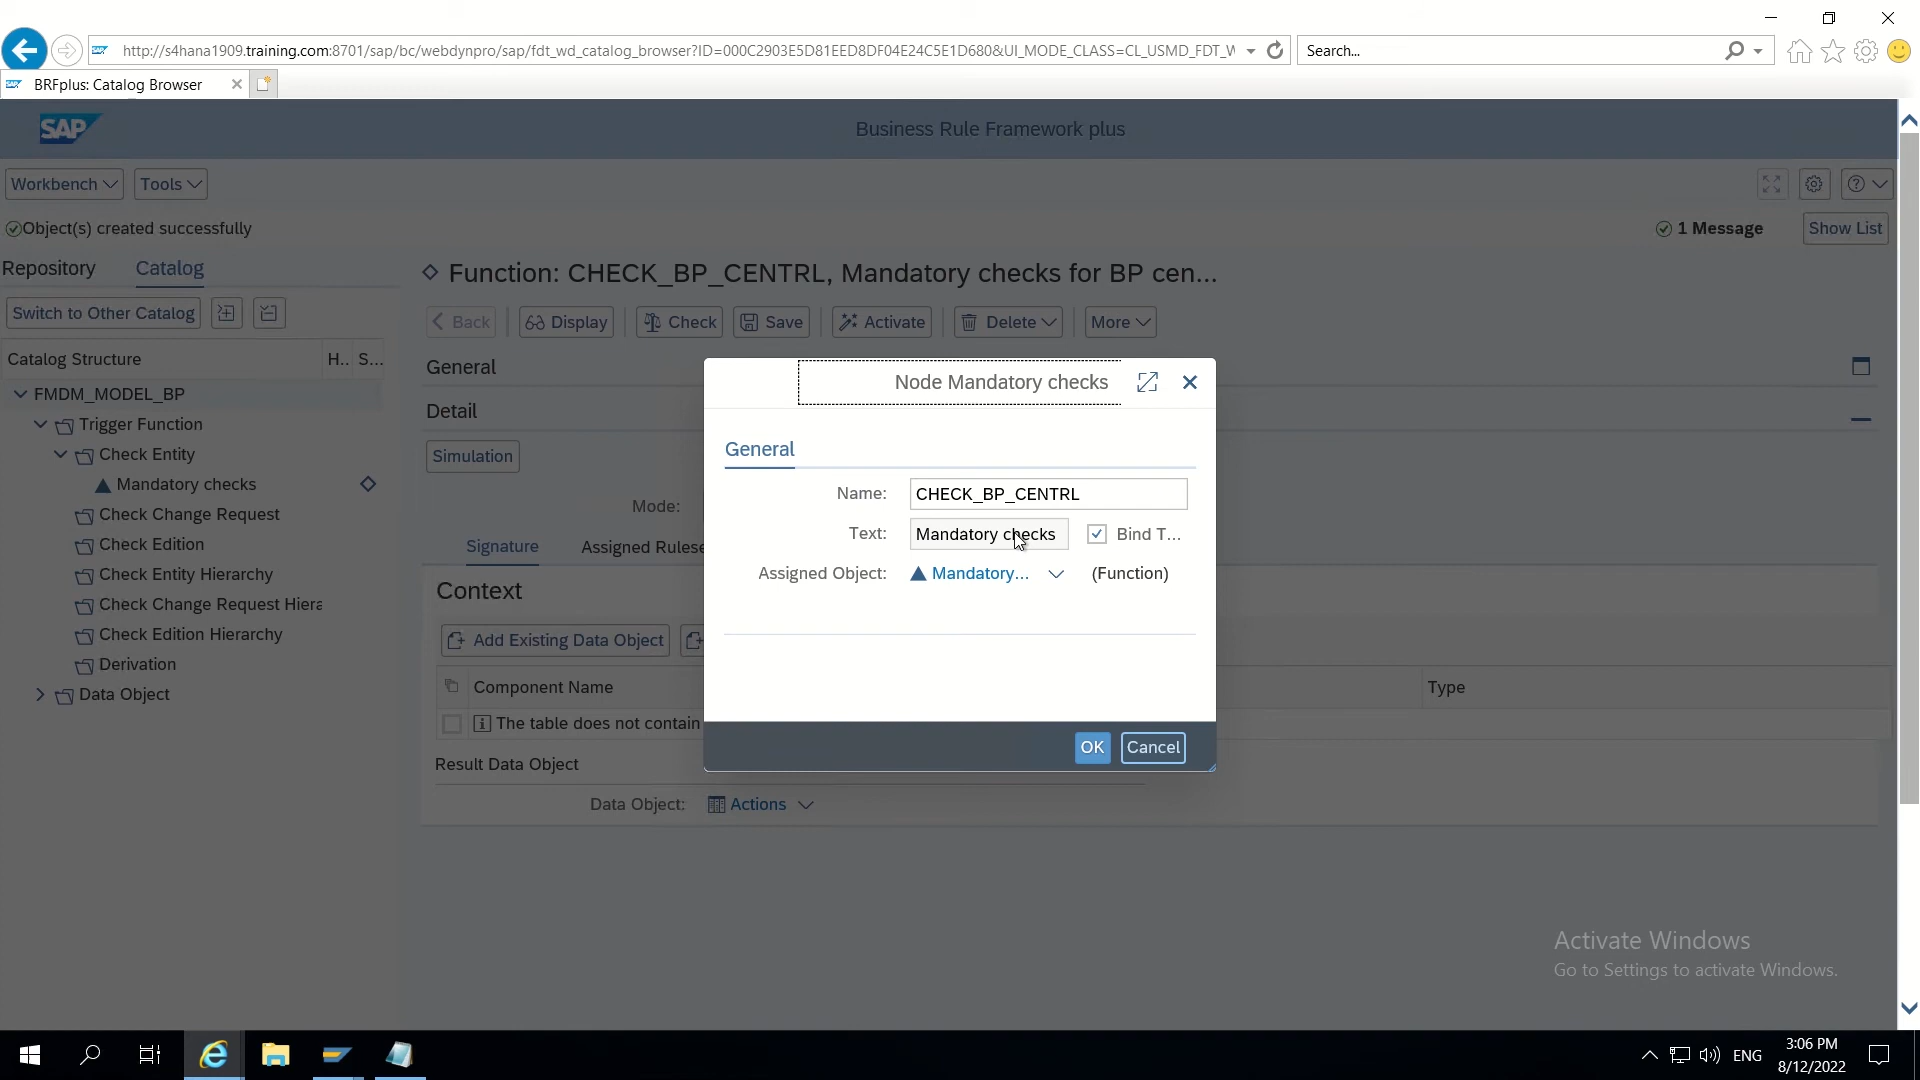 http://s4hana1909.training.com:8701/sap/bc/webdynpro/sap/fdt_wd_catalog_browser?ID=000C2903E5D81EED8DF04E24C5E1D680&UI_MODE_CLASS=CL_USMD_FDT_W
Search...
BRFplus: Catalog Browser
SAP
Business Rule Framework plus
Workbench
Tools
Object(s) created successfully
1 Message
Show List
Repository
Catalog
Function: CHECK_BP_CENTRL, Mandatory checks for BP cen...
Switch to Other Catalog
Back
Display
Check
Save
Activate
Delete
More
Catalog Structure
H..
S...
General
FMDM_MODEL_BP
Node Mandatory checks
Detail
Trigger Function
General
Check Entity
Simulation
Mandatory checks
Name:
CHECK_BP_CENTRL
Mode:
Check Change Request
Text:
Mandatory checks
Bind T...
Check Edition
Signature
Assigned Rulese
Check Entity Hierarchy
Assigned Object:
Mandatory...
(Function)
Context
Check Change Request Hiera
Check Edition Hierarchy
Add Existing Data Object
Derivation
Component Name
Type
Data Object
The table does not contain
OK
Cancel
Result Data Object
Data Object:
Actions
Activate Windows
Go to Settings to activate Windows.
ENG
3:06 PM
8/12/2022